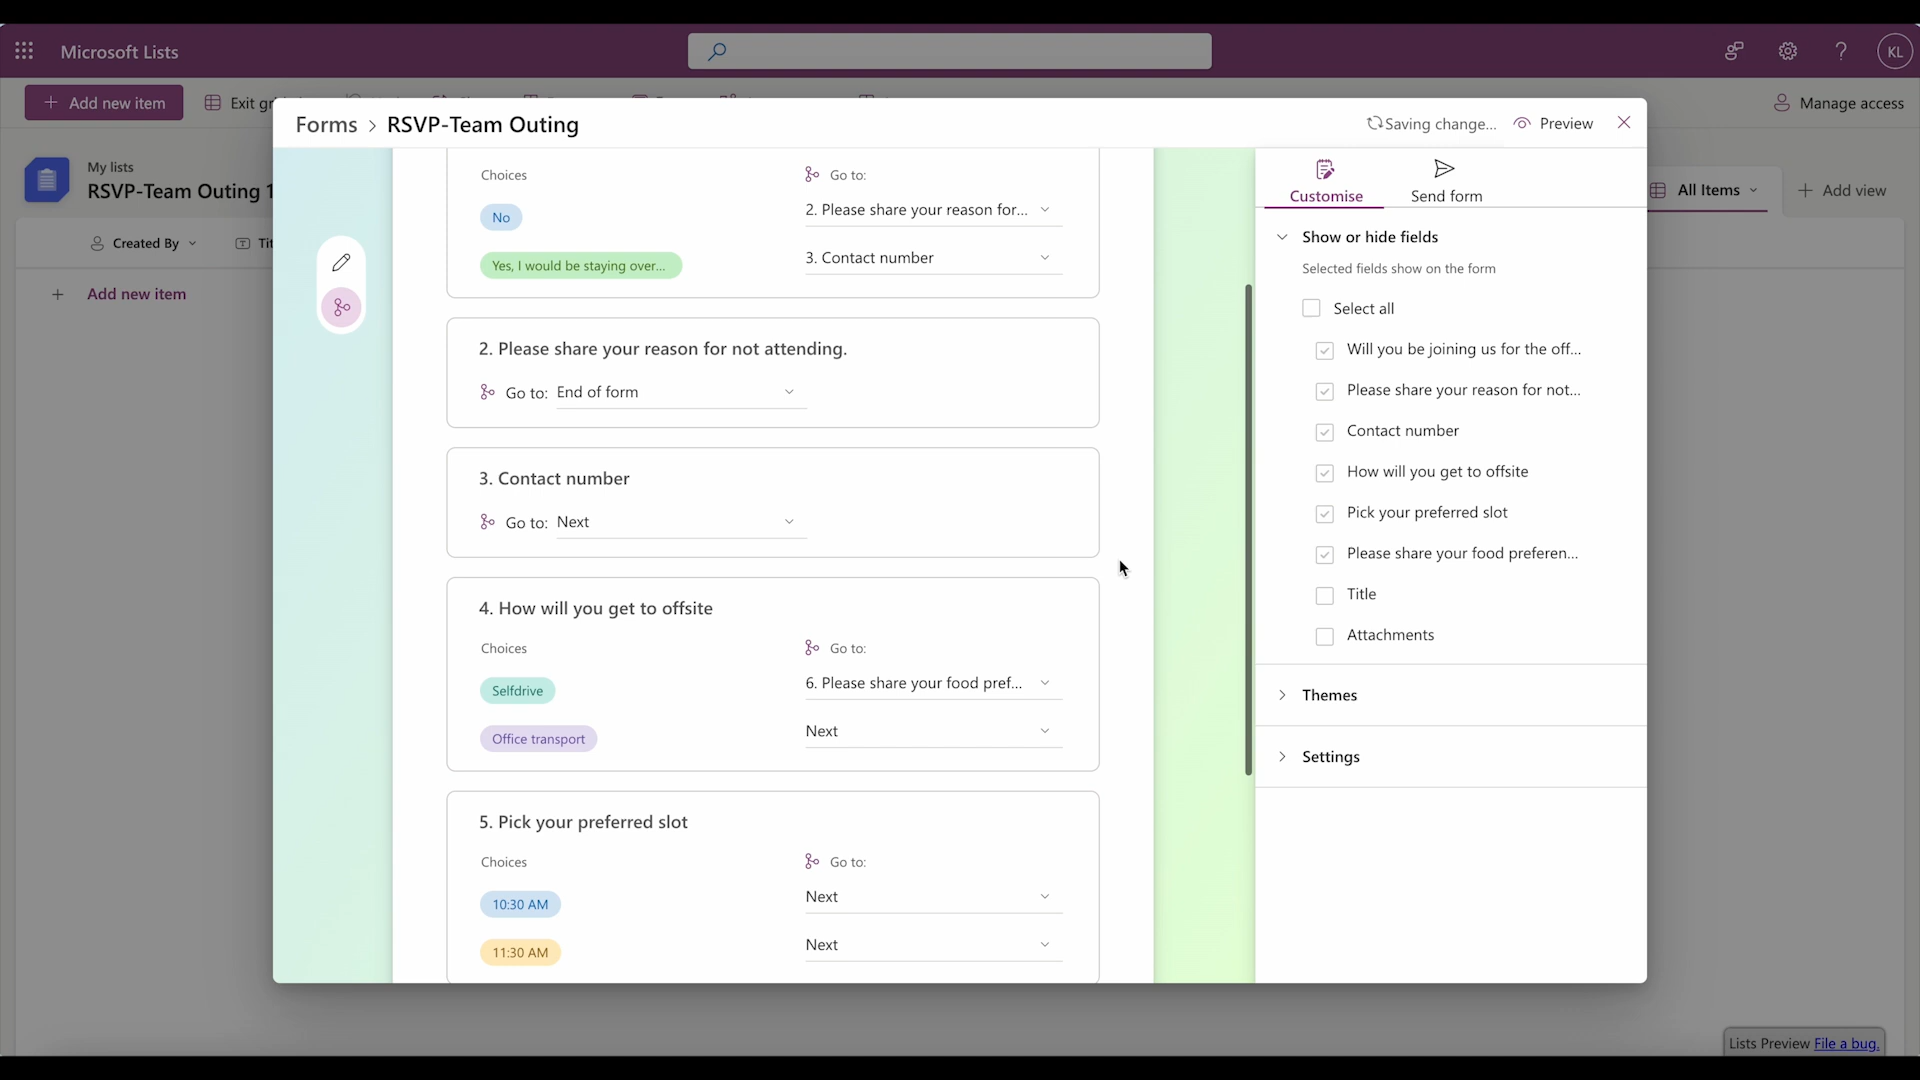 Microsoft Lists
KL
Add new item
Exit gr
Manage access
Forms > RSVP-Team Outing
Saving change...
Preview
My lists
RSVP-Team Outing 1
All Items
Add view
Created By
Tit
Add new item
Choices
Go to:
No
2. Please share your reason for...
Yes, I would be staying over...
3. Contact number
2. Please share your reason for not attending.
Go to: End of form
3. Contact number
Go to: Next
4. How will you get to offsite
Choices
Go to:
Selfdrive
6. Please share your food pref...
Office transport
Next
5. Pick your preferred slot
Choices
Go to:
10:30 AM
Next
11:30 AM
Next
Customise
Send form
Show or hide fields
Selected fields show on the form
Select all
Will you be joining us for the off...
Please share your reason for not...
Contact number
How will you get to offsite
Pick your preferred slot
Please share your food preferen...
Title
Attachments
Themes
Settings
Lists Preview File a bug.